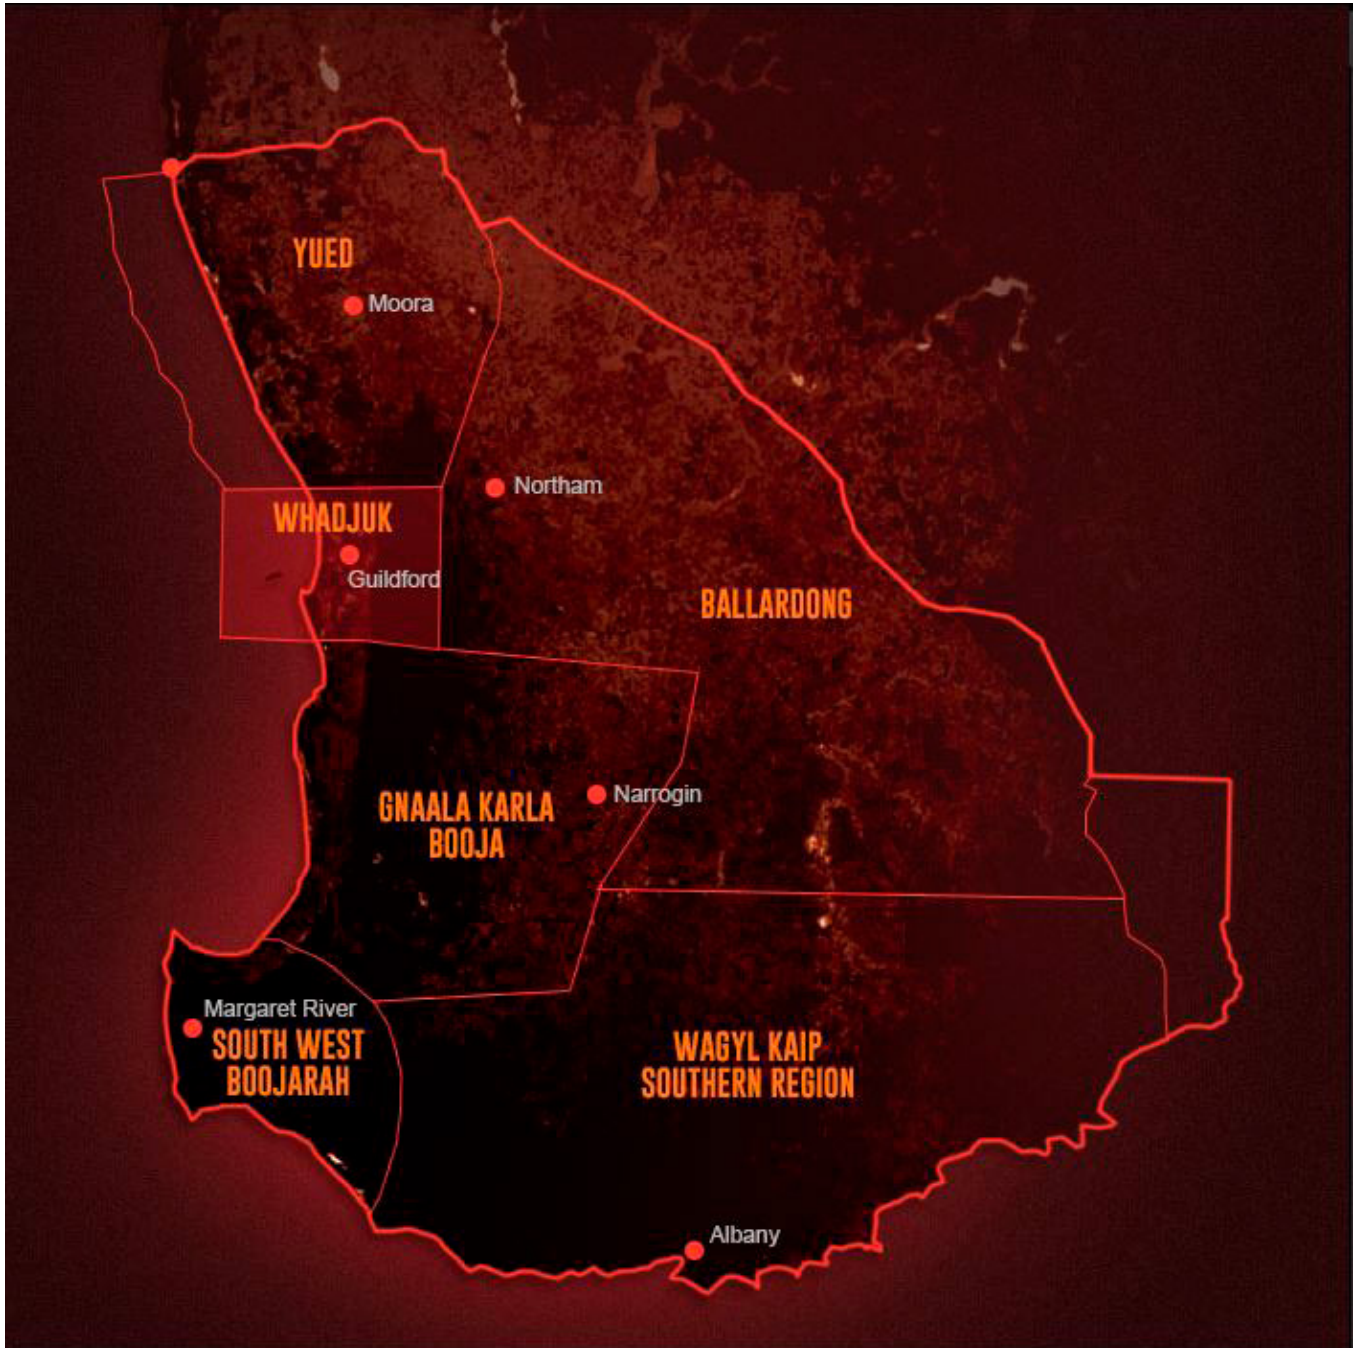 YUED
Moora
Northam
WHADJUK
Guildford
BALLARDONG
Narrogin
GNAALA KARLA
BOOJA
Margaret River
SOUTH WEST
BOOJARAH
WAGYL KAIP
SOUTHERN REGION
Albany